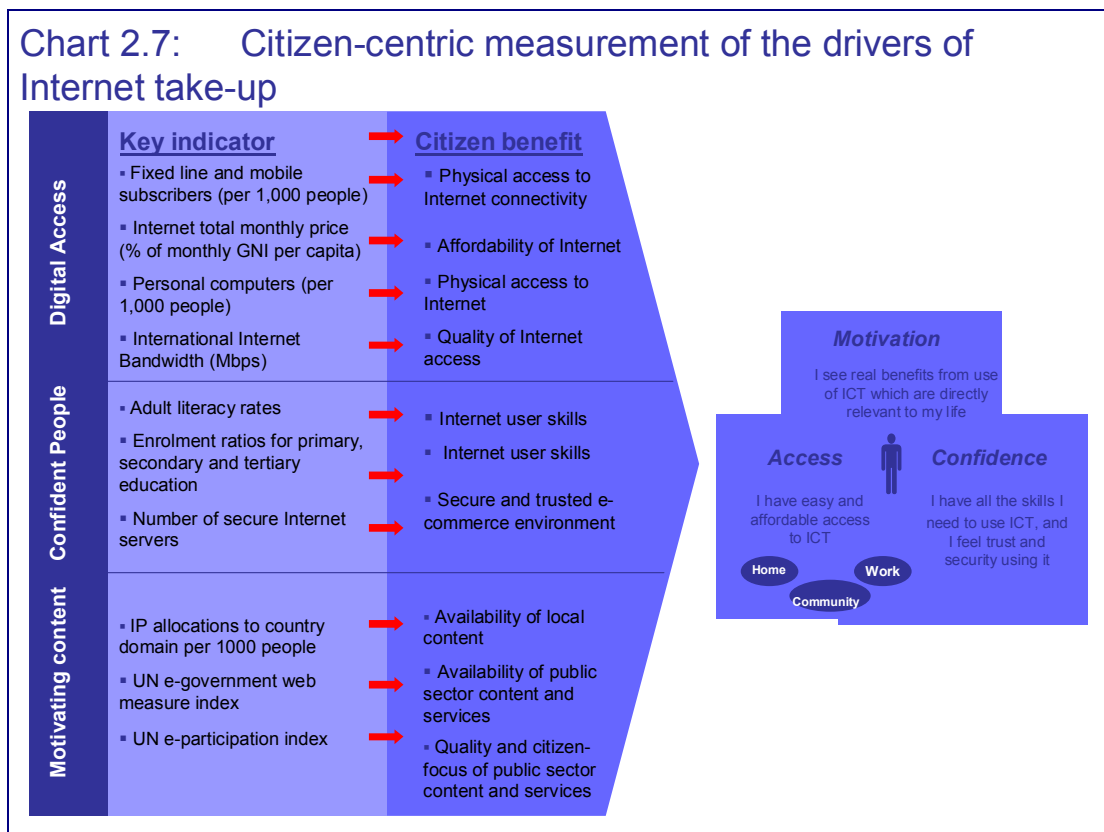 Chart 2.7: Citizen-centric measurement of the drivers of
Internet take-up
Digital Access
Key indicator
▪ Fixed line and mobile
subscribers (per 1,000 people)
▪ Internet total monthly price
(% of monthly GNI per capita)
▪ Personal computers (per
1,000 people)
▪ International Internet
Bandwidth (Mbps)
Citizen benefit
▪ Physical access to
Internet connectivity
▪ Affordability of Internet
▪ Physical access to
Internet
▪ Quality of Internet
access
Confident People
▪ Adult literacy rates
▪ Enrolment ratios for primary,
secondary and tertiary
education
▪ Number of secure Internet
servers
▪ Internet user skills
▪ Internet user skills
▪ Secure and trusted e-
commerce environment
Motivating content
▪ IP allocations to country
domain per 1000 people
▪ UN e-government web
measure index
▪ UN e-participation index
▪ Availability of local
content
▪ Availability of public
sector content and
services
▪ Quality and citizen-
focus of public sector
content and services
Motivation
I see real benefits from use
of ICT which are directly
relevant to my life
Access
I have easy and
affordable access
to ICT
Home
Community
Work
Confidence
I have all the skills I
need to use ICT, and
I feel trust and
security using it